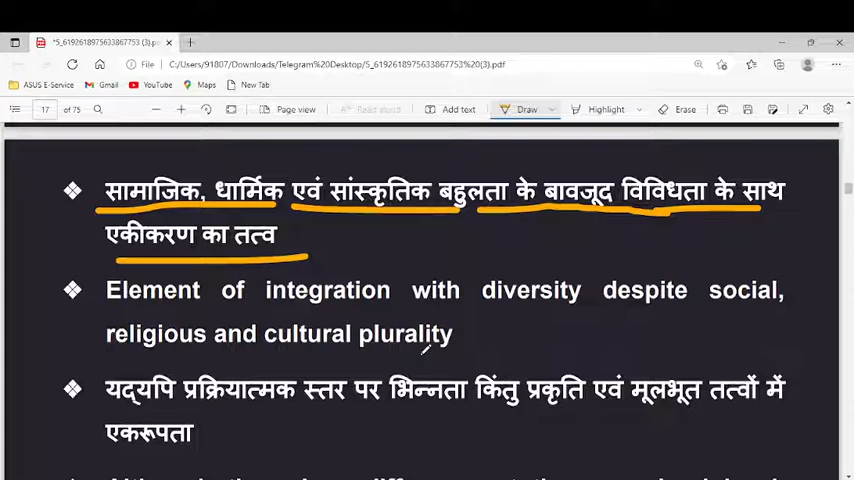 5_6192618975633867753 (3).pdf
File
C:/Users/91807/Downloads/Telegram%20Desktop/5_6192618975633867753%20(3).pdf
ASUS E-Service
Gmail
YouTube
Maps
New Tab
17 of 75
Page view
Read aloud
Add text
Draw
Highlight
Erase
❖ सामाजिक, धार्मिक एवं सांस्कृतिक बहुलता के बावजूद विविधता के साथ
एकीकरण का तत्व
❖ Element of integration with diversity despite social,
religious and cultural plurality
❖ यद्यपि प्रक्रियात्मक स्तर पर भिन्नता किंतु प्रकृति एवं मूलभूत तत्वों में
एकरूपता